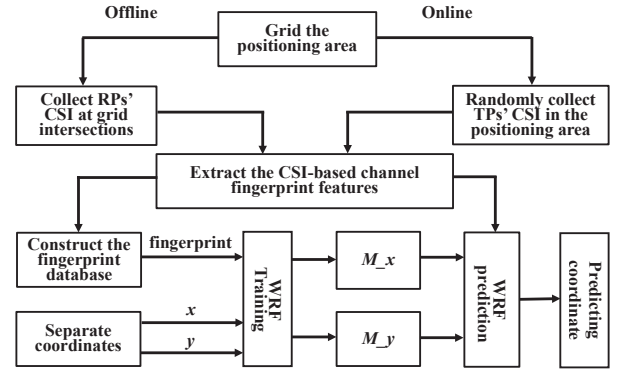 Offline
Online
Grid the
positioning area
Collect RPs'
CSI at grid
intersections
Randomly collect
TPs' CSI in the
positioning area
Extract the CSI-based channel
fingerprint features
Construct the
fingerprint
database
fingerprint
WRF
Training
M_x
WRF
prediction
Predicting
coordinate
Separate
coordinates
x
y
M_y